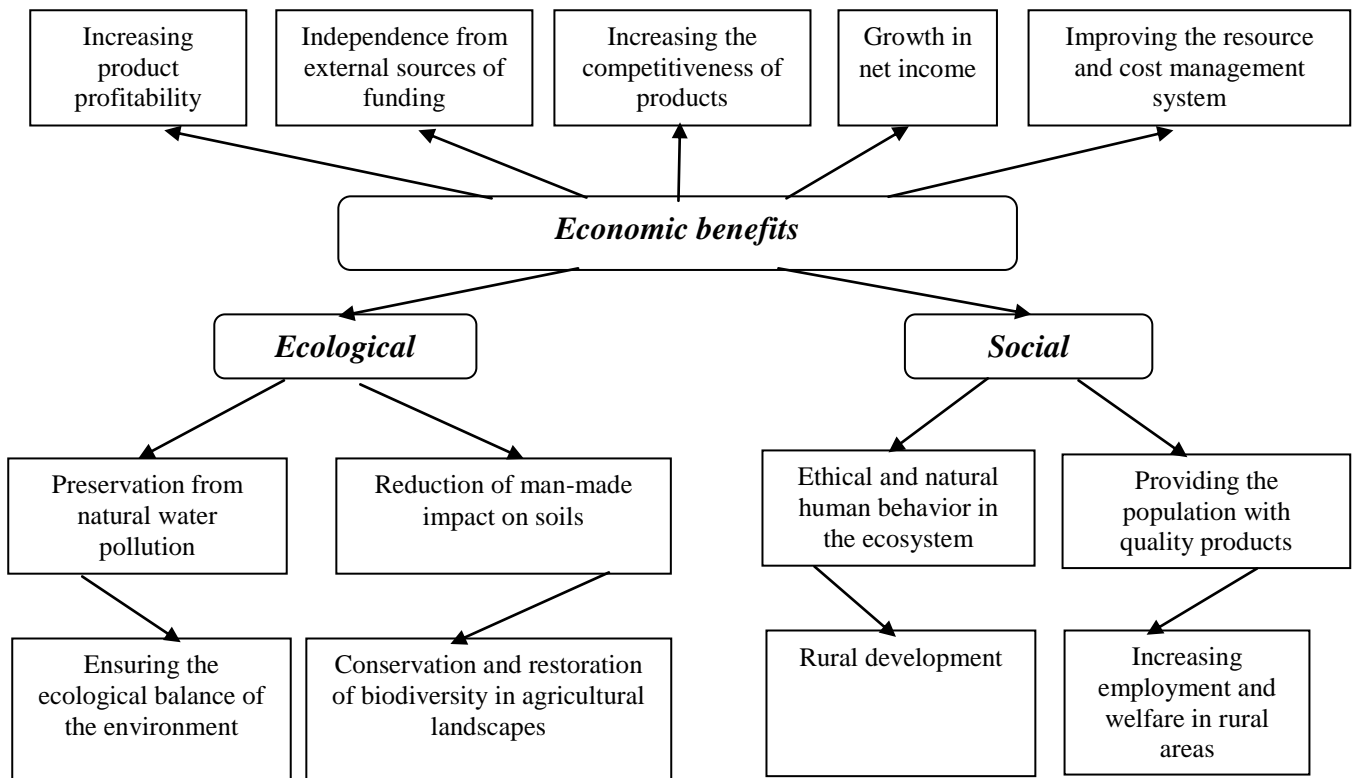 Increasing
product
profitability
Independence from
external sources of
funding
Increasing the
competitiveness of
products
Growth in
net income
Improving the resource
and cost management
system
Economic benefits
Ecological
Social
Preservation from
natural water
pollution
Reduction of man-made
impact on soils
Ethical and natural
human behavior in
the ecosystem
Providing the
population with
quality products
Ensuring the
ecological balance of
the environment
Conservation and restoration
of biodiversity in agricultural
landscapes
Rural development
Increasing
employment and
welfare in rural
areas